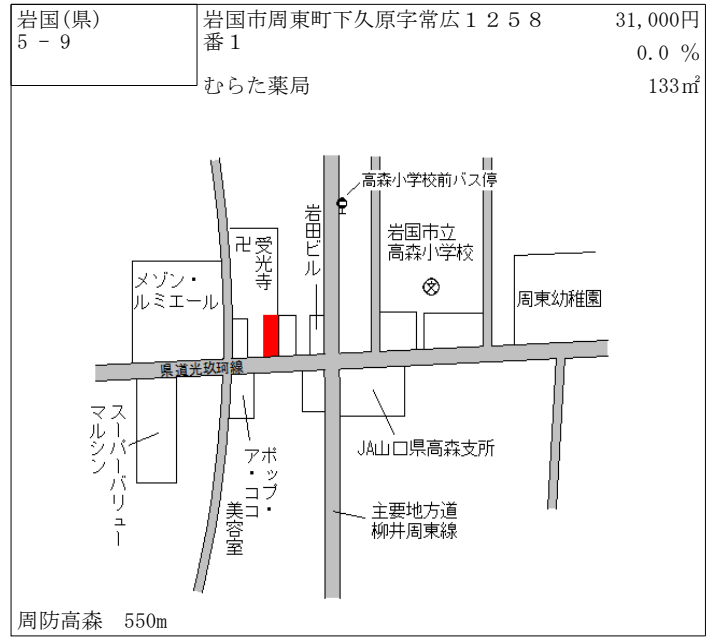 岩国(県)
5 - 9
岩国市周東町下久原字常広１２５８
番１
むらた薬局
31,000円
0.0 %
133㎡
高森小学校前バス停
岩田ビル
卍 受光寺
岩国市立
高森小学校
メゾン・
ルミエール
周東幼稚園
県道光玖珂線
スーパーバリュー
マルシン
ポップ・
ア・ココ
美容室
JA山口県高森支所
主要地方道
柳井周東線
周防高森 550m